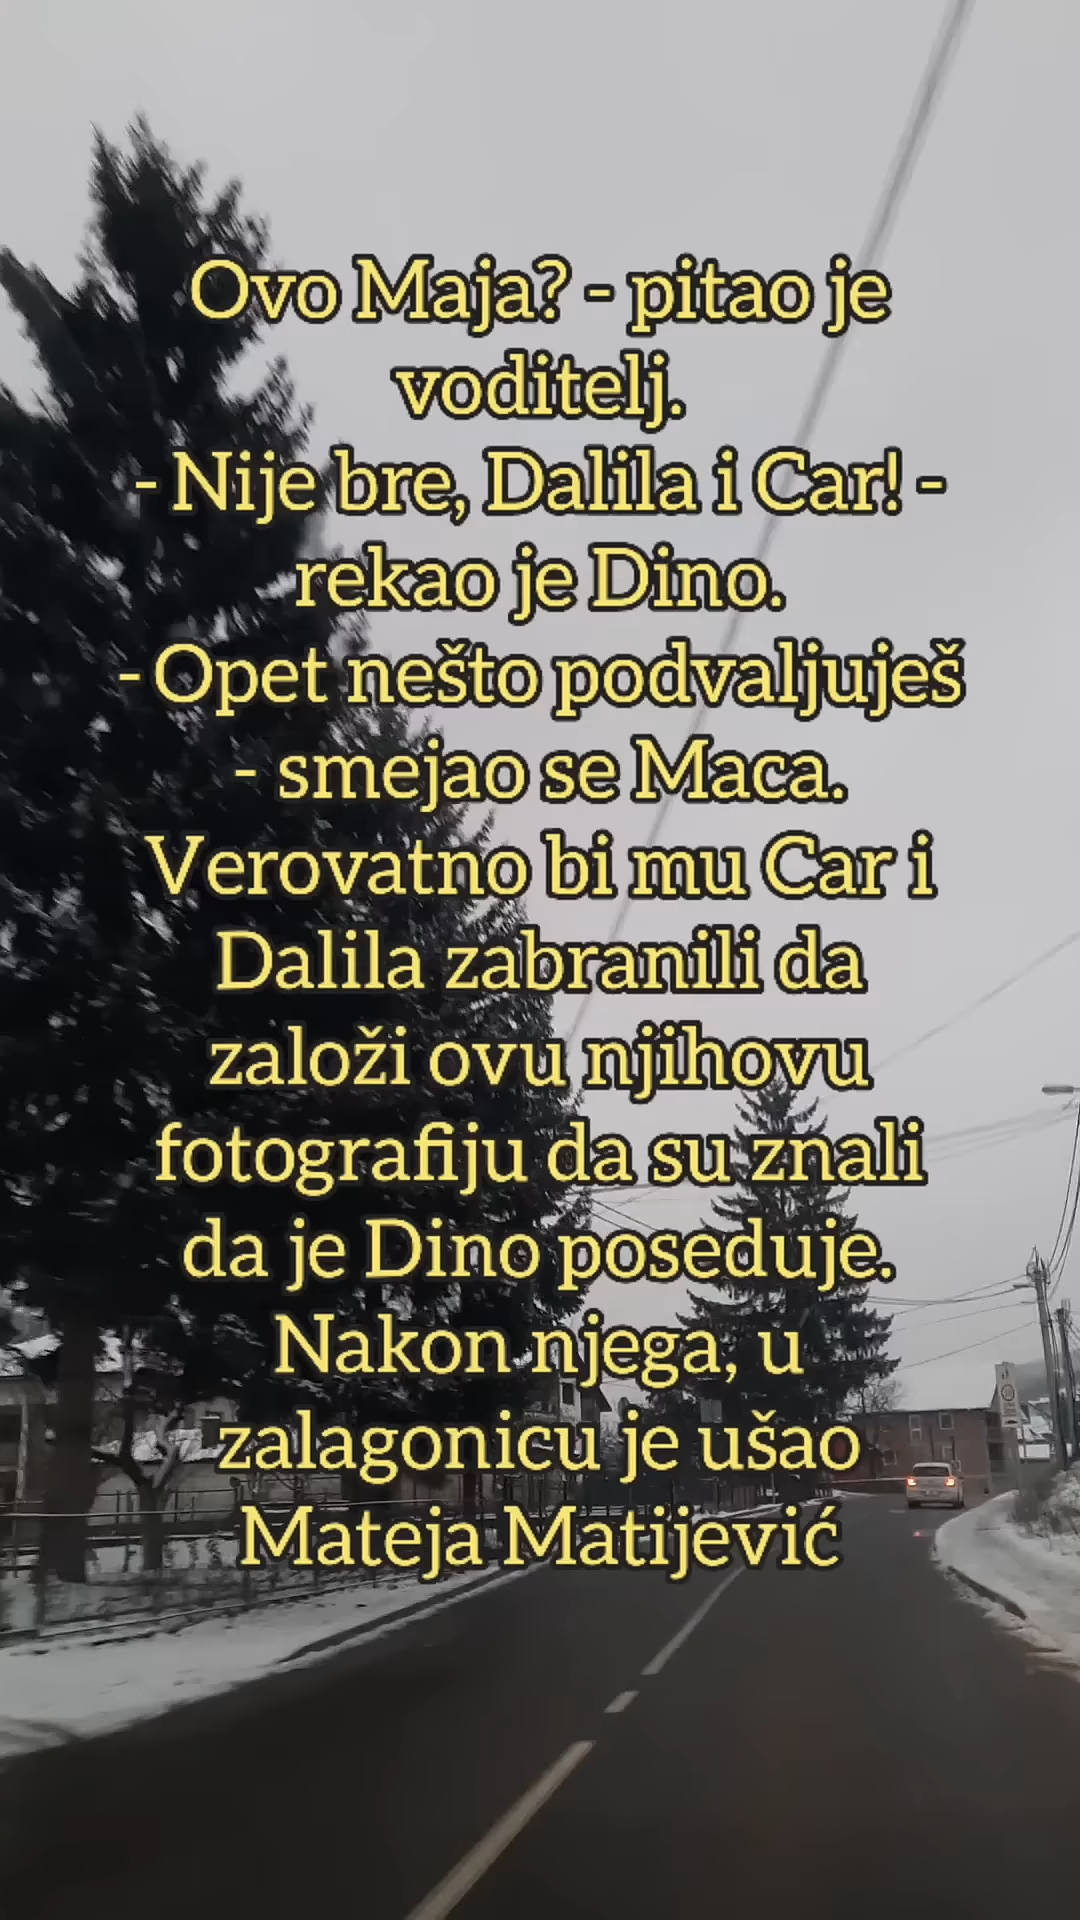 Ovo Maja? - pitao je
voditelj.
- Nije bre, Dalila i Car! -
rekao je Dino.
- Opet nešto podvaljuješ
- smejao se Maca.
Verovatno bi mu Car i
Dalila zabranili da
založi ovu njihovu
fotografiju da su znali
da je Dino poseduje.
Nakon njega, u
zalagonicu je ušao
Mateja Matijević